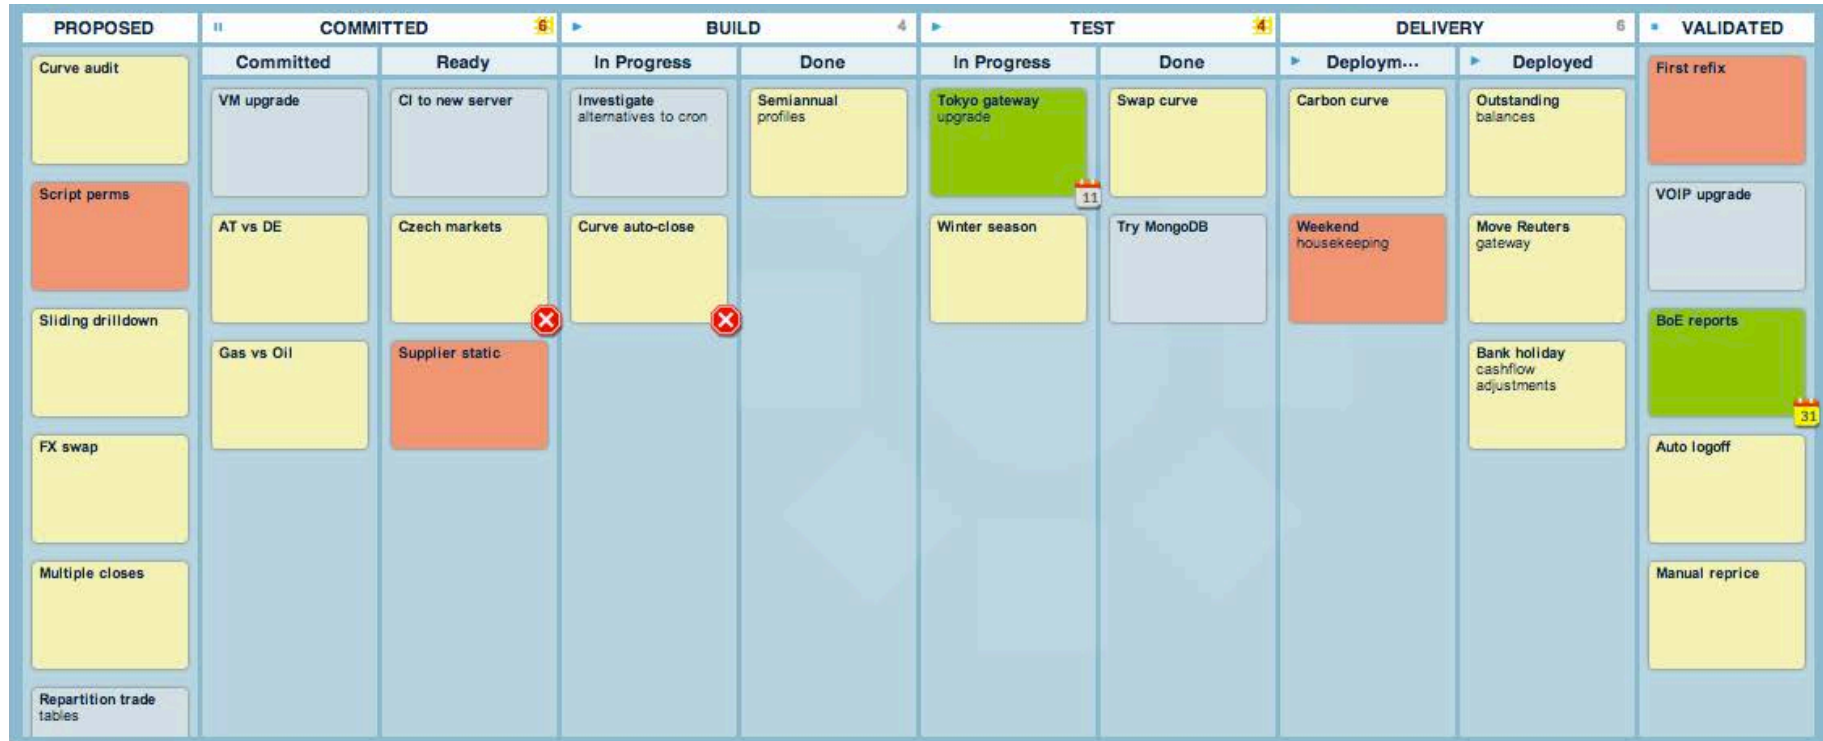 PROPOSED
COMMITTED
6
BUILD
4
TEST
4
DELIVERY
6
VALIDATED
Committed
Ready
In Progress
Done
In Progress
Done
Deploym...
Deployed
Curve audit
Script perms
Sliding drilldown
FX swap
Multiple closes
Repartition trade
tables
VM upgrade
AT vs DE
Gas vs Oil
CI to new server
Czech markets
Supplier static
Investigate
alternatives to cron
Curve auto-close
Semiannual
profiles
Tokyo gateway
upgrade
11
Winter season
Swap curve
Try MongoDB
Carbon curve
Weekend
housekeeping
Outstanding
balances
Move Reuters
gateway
Bank holiday
cashflow
adjustments
First refix
VOIP upgrade
BoE reports
31
Auto logoff
Manual reprice